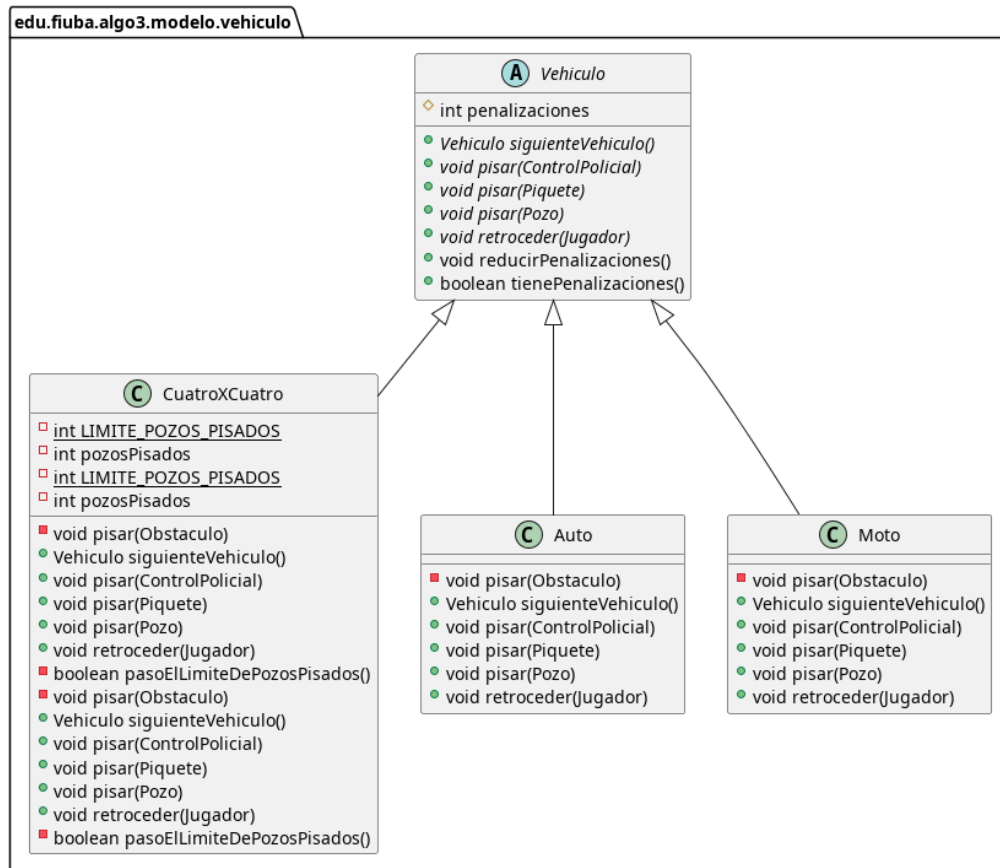 edu.fiuba.algo3.modelo.vehiculo
A Vehiculo
int penalizaciones
Vehiculo siguienteVehiculo()
void pisar(ControlPolicial)
void pisar(Piquete)
void pisar(Pozo)
void retroceder(Jugador)
void reducirPenalizaciones()
boolean tienePenalizaciones()
C CuatroXCuatro
int LIMITE_POZOS_PISADOS
int pozosPisados
int LIMITE_POZOS_PISADOS
int pozosPisados
void pisar(Obstaculo)
Vehiculo siguienteVehiculo()
void pisar(ControlPolicial)
void pisar(Piquete)
void pisar(Pozo)
void retroceder(Jugador)
boolean pasoElLimiteDePozosPisados()
void pisar(Obstaculo)
Vehiculo siguienteVehiculo()
void pisar(ControlPolicial)
void pisar(Piquete)
void pisar(Pozo)
void retroceder(Jugador)
boolean pasoElLimiteDePozosPisados()
C Auto
void pisar(Obstaculo)
Vehiculo siguienteVehiculo()
void pisar(ControlPolicial)
void pisar(Piquete)
void pisar(Pozo)
void retroceder(Jugador)
C Moto
void pisar(Obstaculo)
Vehiculo siguienteVehiculo()
void pisar(ControlPolicial)
void pisar(Piquete)
void pisar(Pozo)
void retroceder(Jugador)